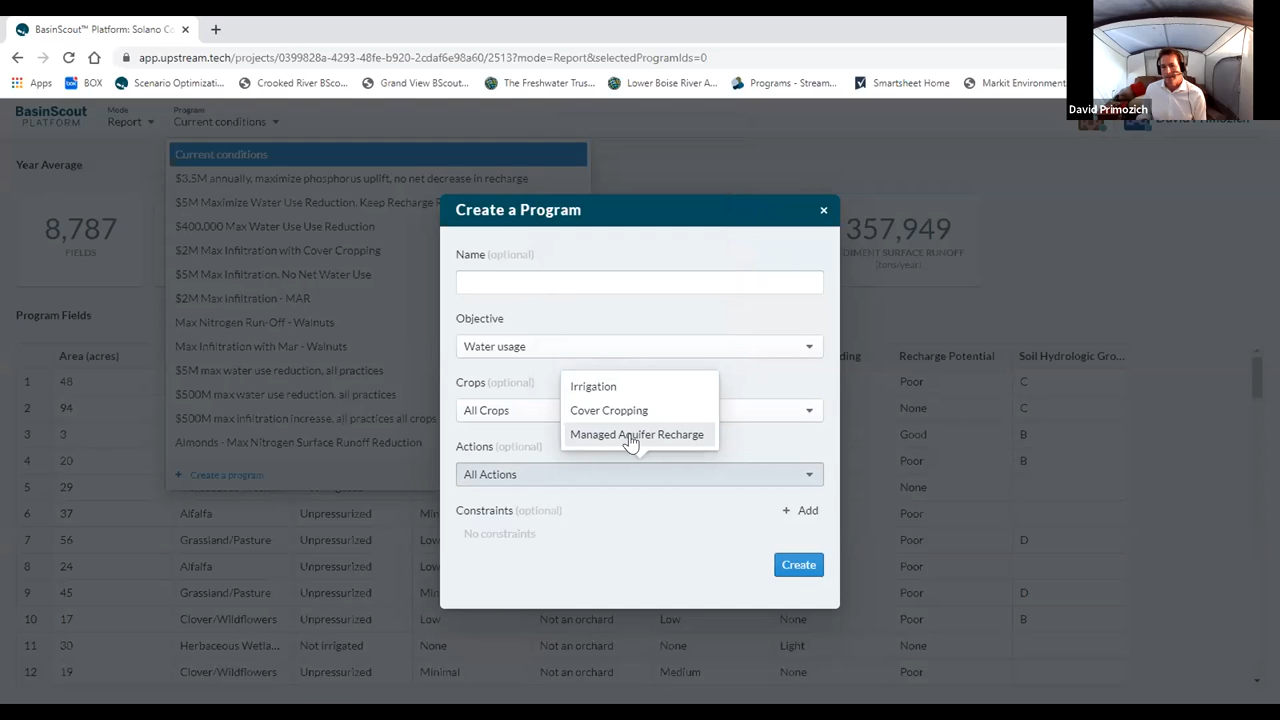 BasinScout™ Platform: Solano Co
app.upstream.tech/projects/0399828a-4293-48fe-b920-2cdaf6e98a60/2513?mode=Report&selectedProgramIds=0
Apps BOX Scenario Optimizati... Crooked River BSco... Grand View BScout... The Freshwater Trus... Lower Boise River A... Programs - Stream... Smartsheet Home Markit Environment
David Primozich
BasinScout
PLATFORM
Mode
Report
Program
Current conditions
David Primozich
Year Average
Current conditions
$3.5M annually, maximize phosphorus uplift, no net decrease in recharge
$5M Maximize Water Use Reduction. Keep Recharge
$400,000 Max Water Use Use Reduction
$2M Max Infiltration with Cover Cropping
$5M Max Infiltration. No Net Water Use
$2M Max Infiltration - MAR
Max Nitrogen Run-Off - Walnuts
Max Infiltration with Mar - Walnuts
$5M max water use reduction, all practices
$500M max water use reduction. all practices
$500M max infiltration increase, all practices all crops
Almonds - Max Nitrogen Surface Runoff Reduction
+ Create a program
8,787
FIELDS
357,949
DIMENT SURFACE RUNOFF
(tons/year)
Create a Program ×
Name (optional)
Objective
Water usage
Crops (optional)
All Crops
Irrigation
Cover Cropping
Managed Aquifer Recharge
Actions (optional)
All Actions
Constraints (optional) + Add
No constraints
Create
Program Fields
Area (acres) ding Recharge Potential Soil Hydrologic Gro...
1 48 Poor C
2 94 None C
3 3 Good B
4 20 Poor B
5 29 None
6 37 Alfalfa Unpressurized Low Poor
7 56 Grassland/Pasture Unpressurized Low Poor D
8 24 Alfalfa Unpressurized Low Poor
9 45 Grassland/Pasture Unpressurized Low Poor D
10 17 Clover/Wildflowers Unpressurized Low Not an orchard Low None Poor B
11 30 Herbaceous Wetla... Not irrigated None Not an orchard None Light None
12 19 Clover/Wildflowers Unpressurized Minimal Not an orchard Medium None Poor